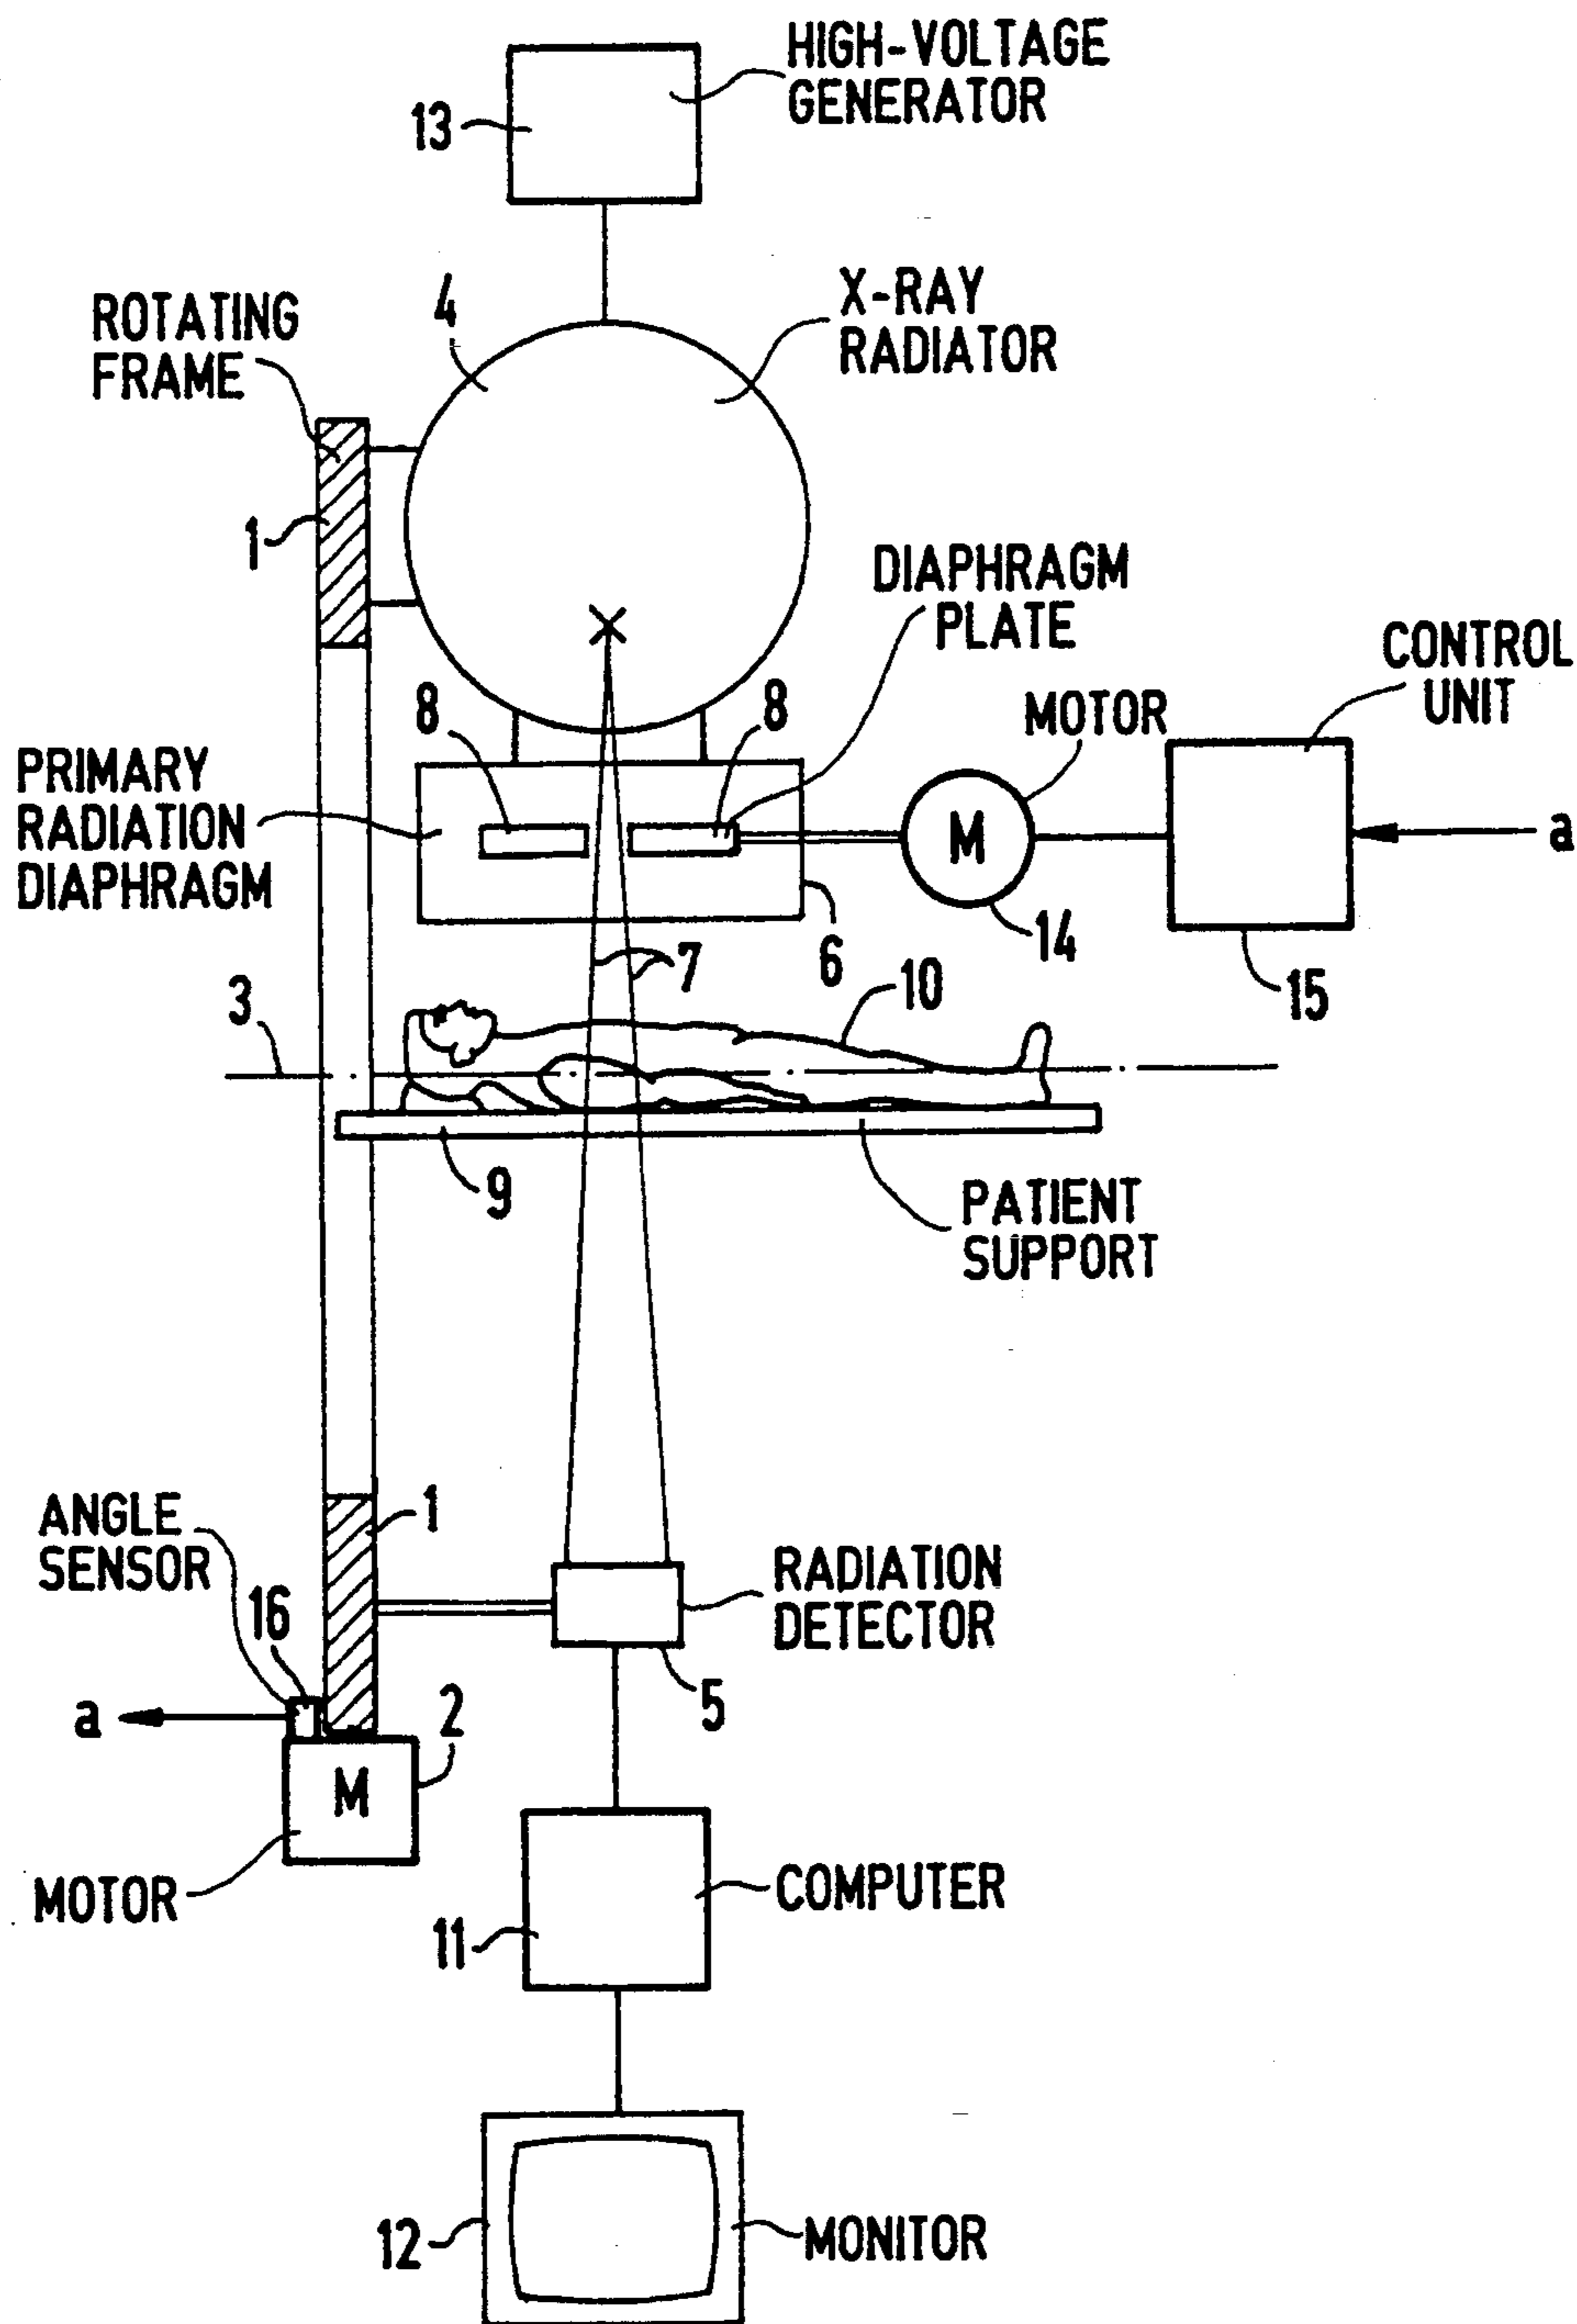 HIGH-VOLTAGE
GENERATOR
13
ROTATING
FRAME
4
X-RAY
RADIATOR
1
DIAPHRAGM
PLATE
CONTROL
UNIT
MOTOR
8
8
PRIMARY
RADIATION
DIAPHRAGM
M
a
14
15
6
7
10
3
9
PATIENT
SUPPORT
ANGLE
SENSOR
16
1
RADIATION
DETECTOR
5
a
2
M
MOTOR
COMPUTER
11
12
MONITOR